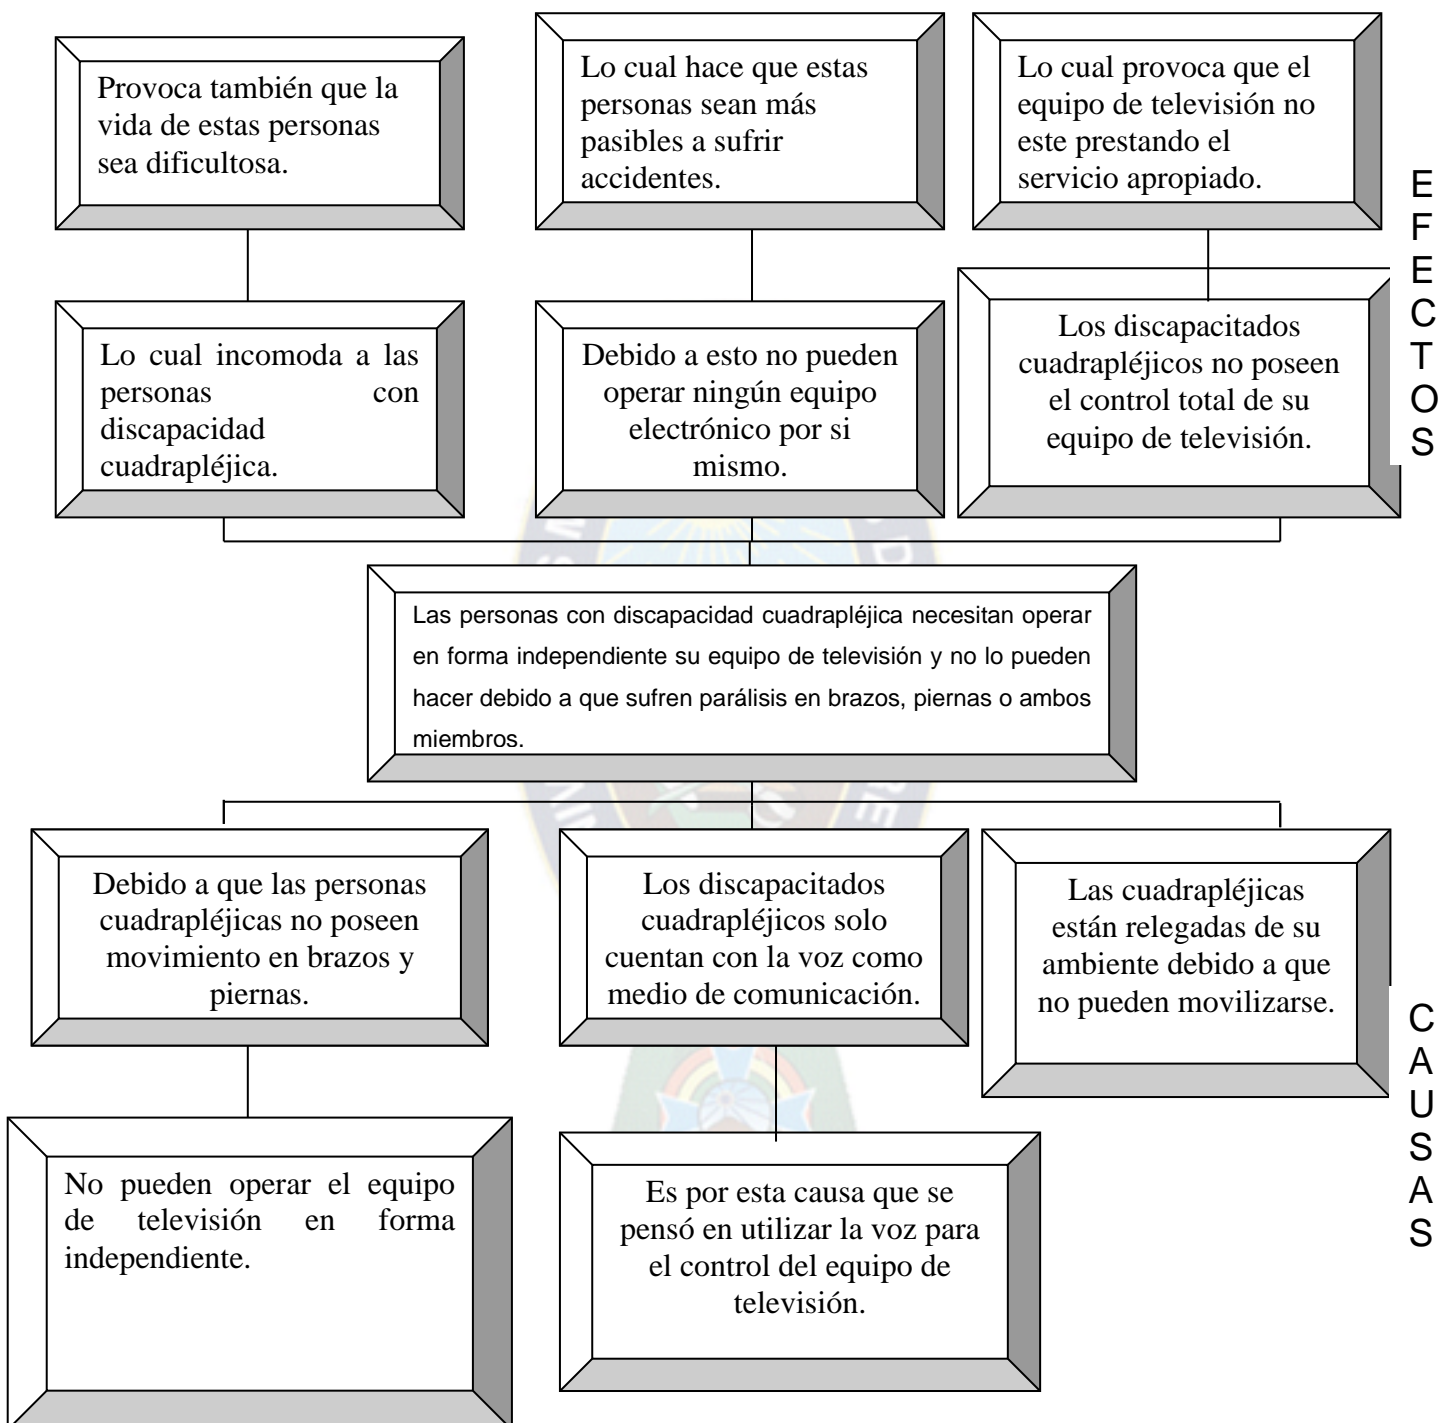 Provoca también que la
vida de estas personas
sea dificultosa.
Lo cual hace que estas
personas sean más
pasibles a sufrir
accidentes.
Lo cual provoca que el
equipo de televisión no
este prestando el
servicio apropiado.
E
F
E
C
T
O
S
Lo cual incomoda a las
personas con
discapacidad
cuadrapléjica.
Debido a esto no pueden
operar ningún equipo
electrónico por si
mismo.
Los discapacitados
cuadrapléjicos no poseen
el control total de su
equipo de televisión.
Las personas con discapacidad cuadrapléjica necesitan operar
en forma independiente su equipo de televisión y no lo pueden
hacer debido a que sufren parálisis en brazos, piernas o ambos
miembros.
Debido a que las personas
cuadrapléjicas no poseen
movimiento en brazos y
piernas.
Los discapacitados
cuadrapléjicos solo
cuentan con la voz como
medio de comunicación.
Las cuadrapléjicas
están relegadas de su
ambiente debido a que
no pueden movilizarse.
C
A
U
S
A
S
No pueden operar el equipo
de televisión en forma
independiente.
Es por esta causa que se
pensó en utilizar la voz para
el control del equipo de
televisión.